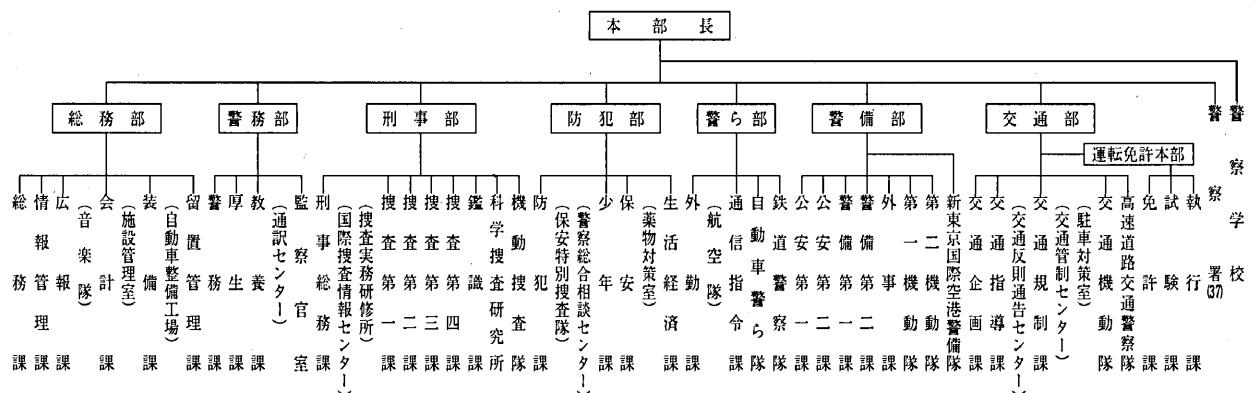 本部長
総務部
警務部
刑事部
防犯部
警ら部
警備部
交通部
運転免許本部
総務課
情報管理課
広報課
(音楽隊)
会計課
(施設管理室)
装備課
(自動車整備工場)
留置管理課
警務課
厚生課
教養課
(通訳センター)
監察官室
刑事総務課
(国際捜査情報センター)
(捜査実務研修所)
捜査第一課
捜査第二課
捜査第三課
捜査第四課
鑑識課
科学捜査研究所
機動捜査隊
防犯課
(保安特別捜査隊)
(警察総合相談センター)
少年課
保安課
(薬物対策室)
生活経済課
外勤課
(航空隊)
通信指令課
自動車警ら隊
鉄道警察隊
公安第一課
公安第二課
警備第一課
警備第二課
外事課
第一機動隊
第二機動隊
新東京国際空港警備隊
交通企画課
交通指導課
(交通反則通告センター)
交通規制課
(交通管制センター)
(駐車対策室)
交通機動隊
高速道路交通警察隊
免許課
試験課
執行課
警察署(37)
警察学校